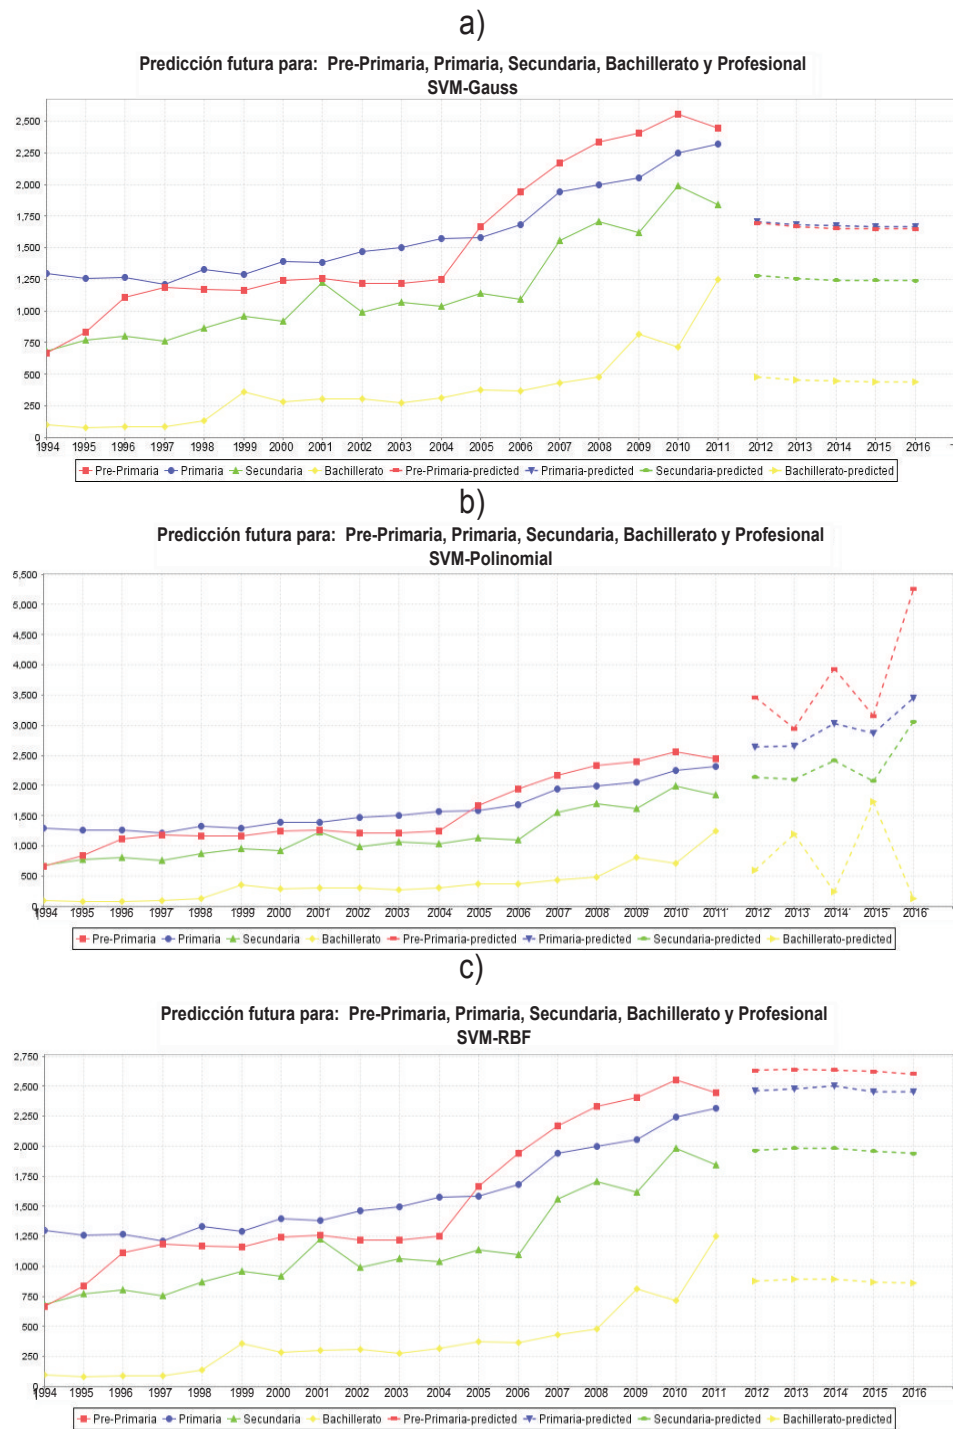 a)
Predicción futura para: Pre-Primaria, Primaria, Secundaria, Bachillerato y Profesional
SVM-Gauss
2,500
2,250
2,000
1,750
1,500
1,250
1,000
750
500
250
0
1994 1995 1996 1997 1998 1999 2000 2001 2002 2003 2004 2005 2006 2007 2008 2009 2010 2011 2012 2013 2014 2015 2016
Pre-Primaria Primaria Secundaria Bachillerato Pre-Primaria-predicted Primaria-predicted Secundaria-predicted Bachillerato-predicted
b)
Predicción futura para: Pre-Primaria, Primaria, Secundaria, Bachillerato y Profesional
SVM-Polinomial
5,500
5,000
4,500
4,000
3,500
3,000
2,500
2,000
1,500
1,000
500
0
1994 1995 1996 1997 1998 1999 2000 2001 2002 2003 2004 2005 2006 2007 2008 2009 2010 2011 2012 2013 2014 2015 2016
Pre-Primaria Primaria Secundaria Bachillerato Pre-Primaria-predicted Primaria-predicted Secundaria-predicted Bachillerato-predicted
c)
Predicción futura para: Pre-Primaria, Primaria, Secundaria, Bachillerato y Profesional
SVM-RBF
2,750
2,500
2,250
2,000
1,750
1,500
1,250
1,000
750
500
250
0
1994 1995 1996 1997 1998 1999 2000 2001 2002 2003 2004 2005 2006 2007 2008 2009 2010 2011 2012 2013 2014 2015 2016
Pre-Primaria Primaria Secundaria Bachillerato Pre-Primaria-predicted Primaria-predicted Secundaria-predicted Bachillerato-predicted